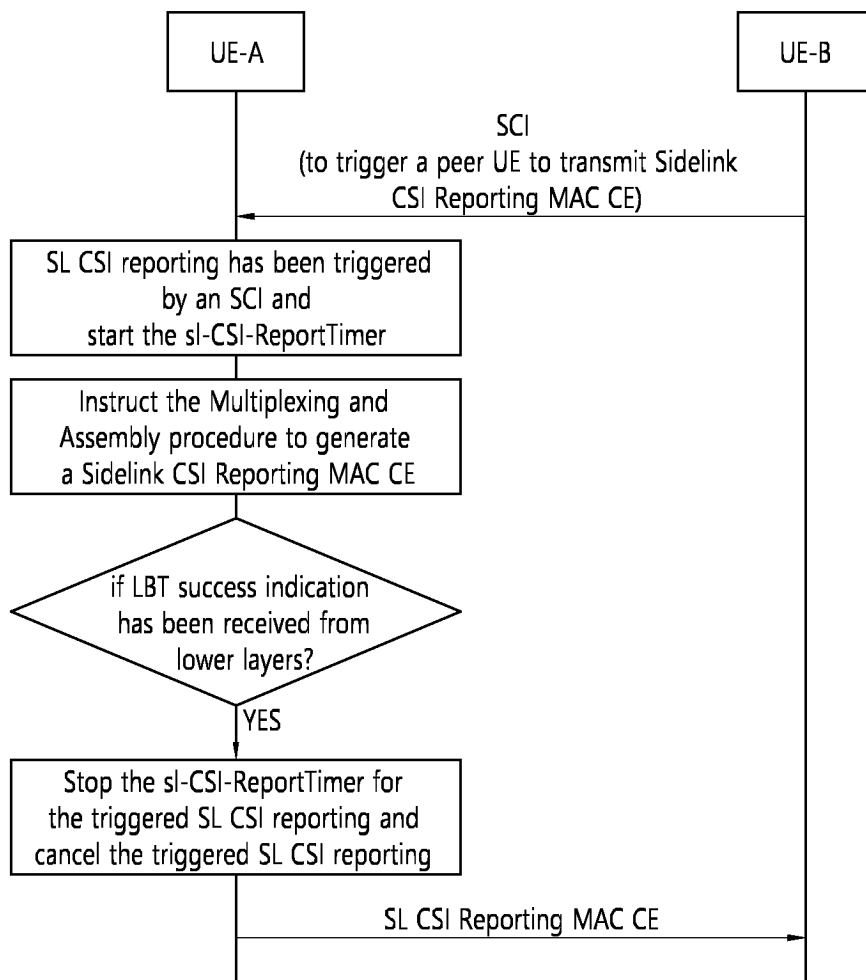 UE-A
UE-B
SCI
(to trigger a peer UE to transmit Sidelink
CSI Reporting MAC CE)
SL CSI reporting has been triggered
by an SCI and
start the sl-CSI-ReportTimer
Instruct the Multiplexing and
Assembly procedure to generate
a Sidelink CSI Reporting MAC CE
if LBT success indication
has been received from
lower layers?
YES
Stop the sl-CSI-ReportTimer for
the triggered SL CSI reporting and
cancel the triggered SL CSI reporting
SL CSI Reporting MAC CE